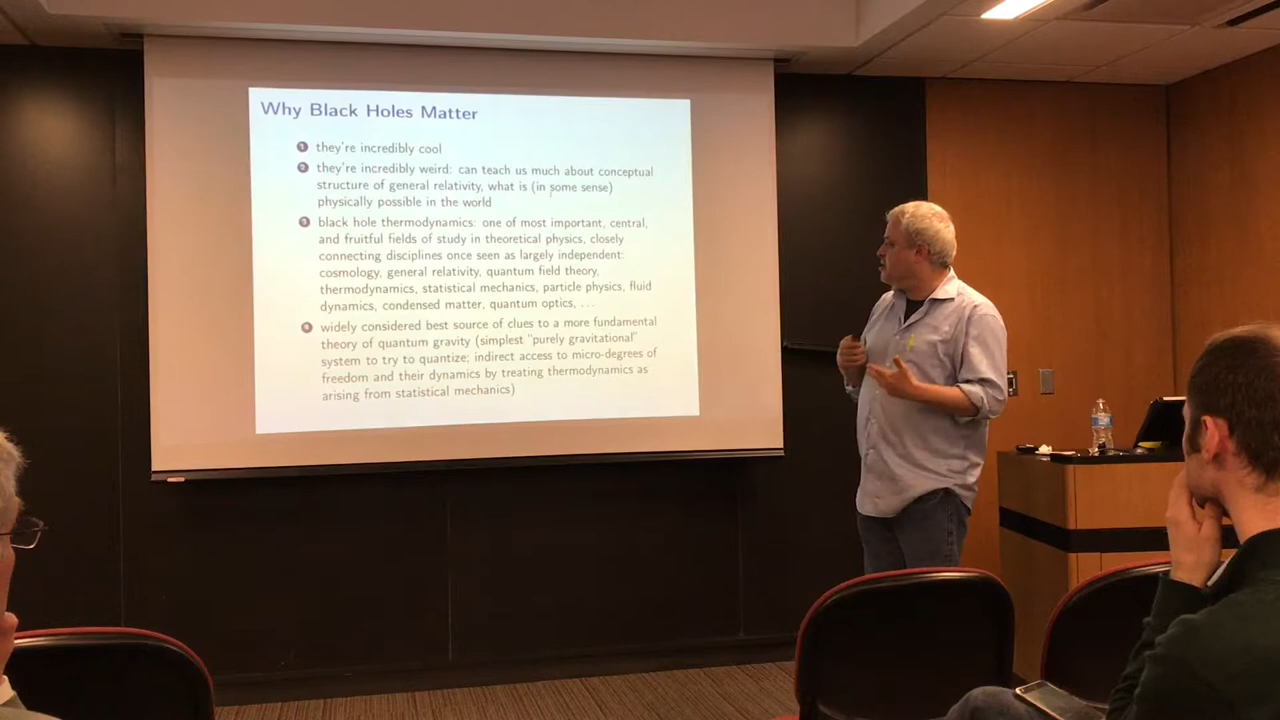 Why Black Holes Matter
1 they're incredibly cool
2 they're incredibly weird: can teach us much about conceptual
structure of general relativity, what is (in some sense)
physically possible in the world
3 black hole thermodynamics: one of most important, central,
and fruitful fields of study in theoretical physics, closely
connecting disciplines once seen as largely independent:
cosmology, general relativity, quantum field theory,
thermodynamics, statistical mechanics, particle physics, fluid
dynamics, condensed matter, quantum optics, ...
4 widely considered best source of clues to a more fundamental
theory of quantum gravity (simplest "purely gravitational"
system to try to quantize; indirect access to micro-degrees of
freedom and their dynamics by treating thermodynamics as
arising from statistical mechanics)